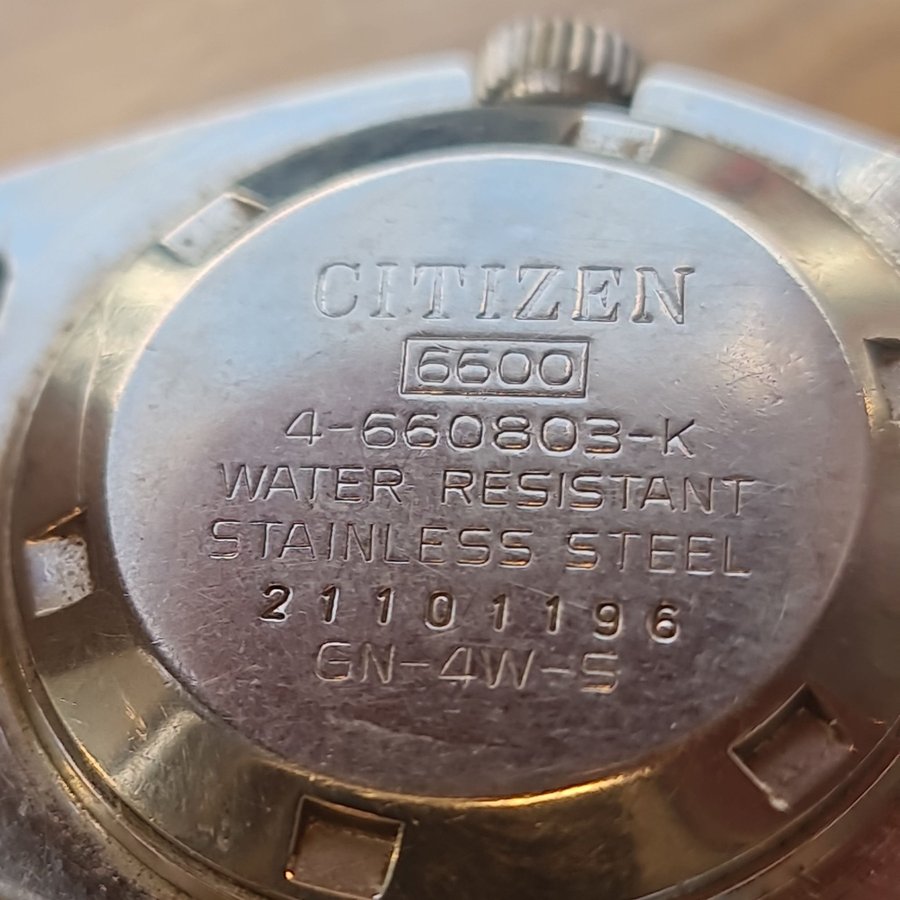 CITIZEN
6600
4-660803-K
WATER RESISTANT
STAINLESS STEEL
21101196
GN-4W-S